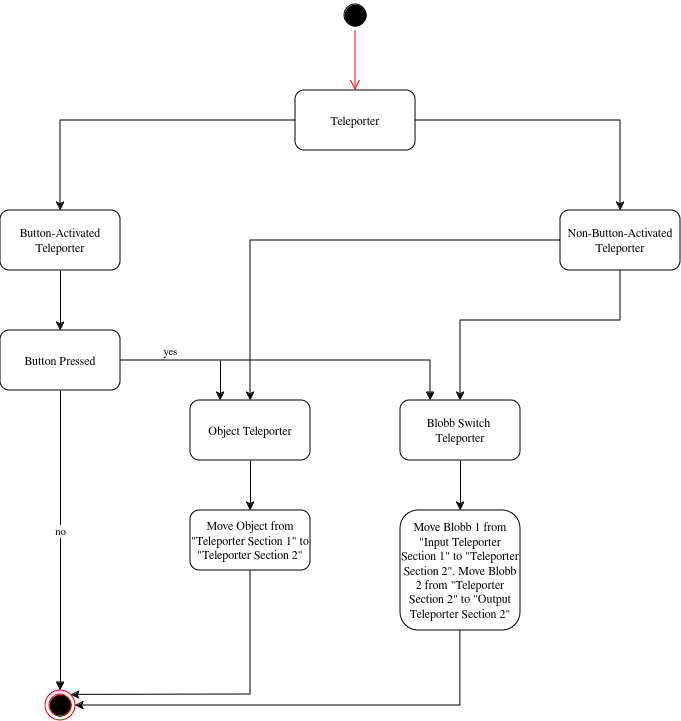 Teleporter
Button-Activated
Teleporter
Non-Button-Activated
Teleporter
Button Pressed
yes
Object Teleporter
Blobb Switch
Teleporter
no
Move Object from
"Teleporter Section 1" to
"Teleporter Section 2"
Move Blobb 1 from
"Input Teleporter
Section 1" to "Teleporter
Section 2". Move Blobb
2 from "Teleporter
Section 2" to "Output
Teleporter Section 2"